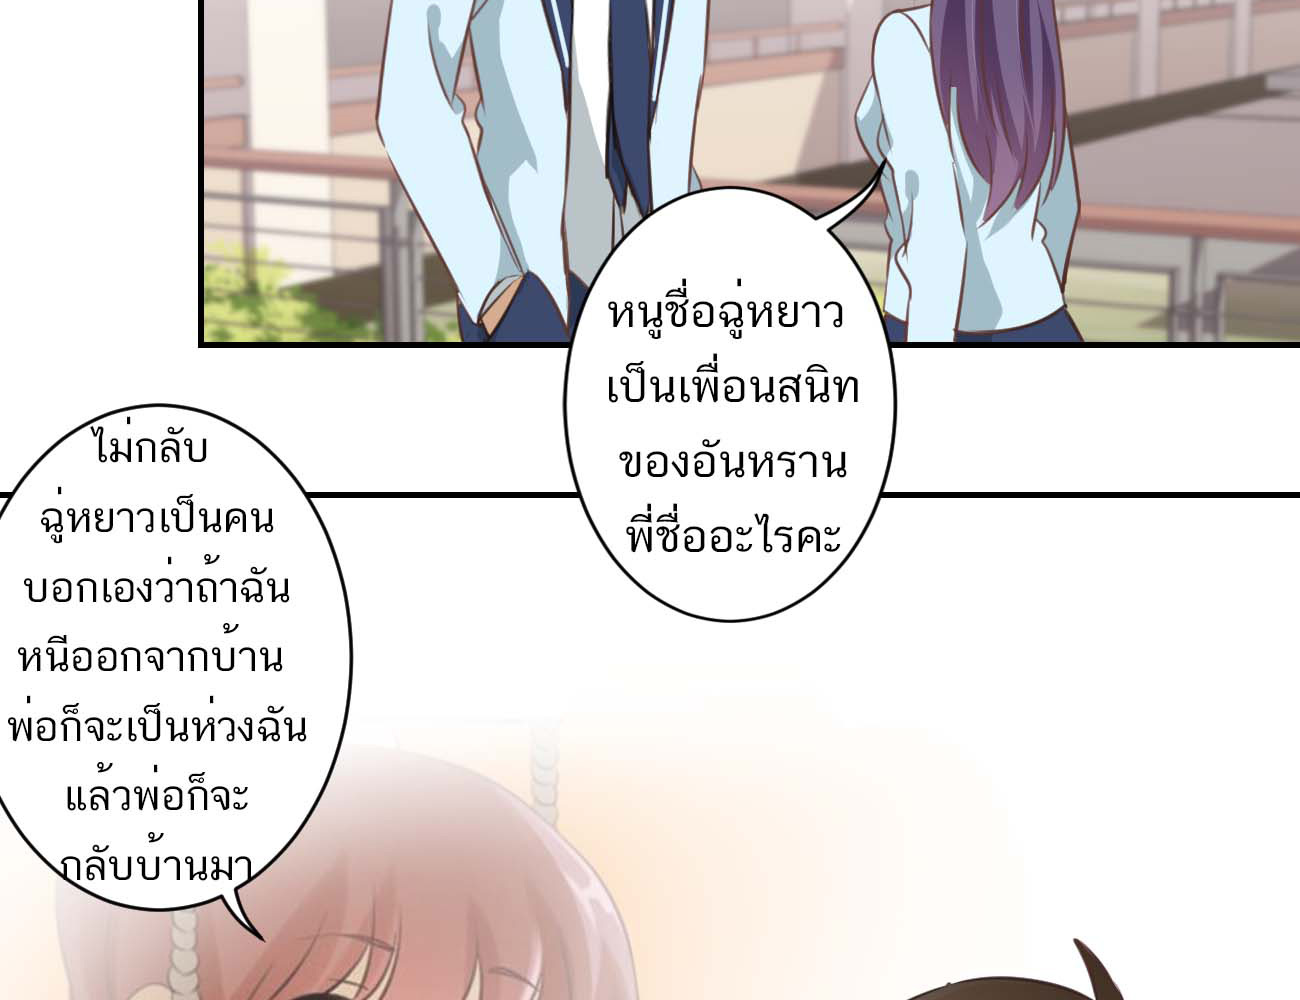 หนูชื่อฉู่หยาว
เป็นเพื่อนสนิท
ของอันหราน
พี่ชื่ออะไรคะ
ไม่กลับ
ฉู่หยาวเป็นคน
บอกเองว่าถ้าฉัน
หนีออกจากบ้าน
พ่อก็จะเป็นห่วงฉัน
แล้วพ่อก็จะ
กลับบ้านมา